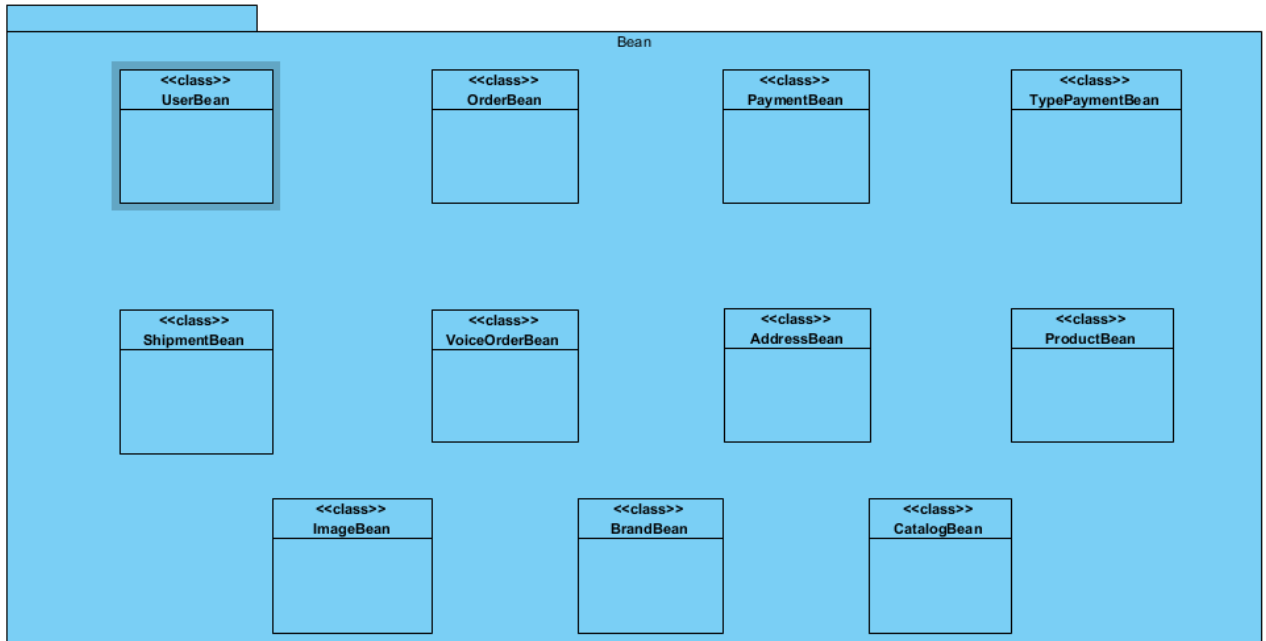 Bean
<<class>>
UserBean
<<class>>
OrderBean
<<class>>
PaymentBean
<<class>>
TypePaymentBean
<<class>>
ShipmentBean
<<class>>
VoiceOrderBean
<<class>>
AddressBean
<<class>>
ProductBean
<<class>>
ImageBean
<<class>>
BrandBean
<<class>>
CatalogBean